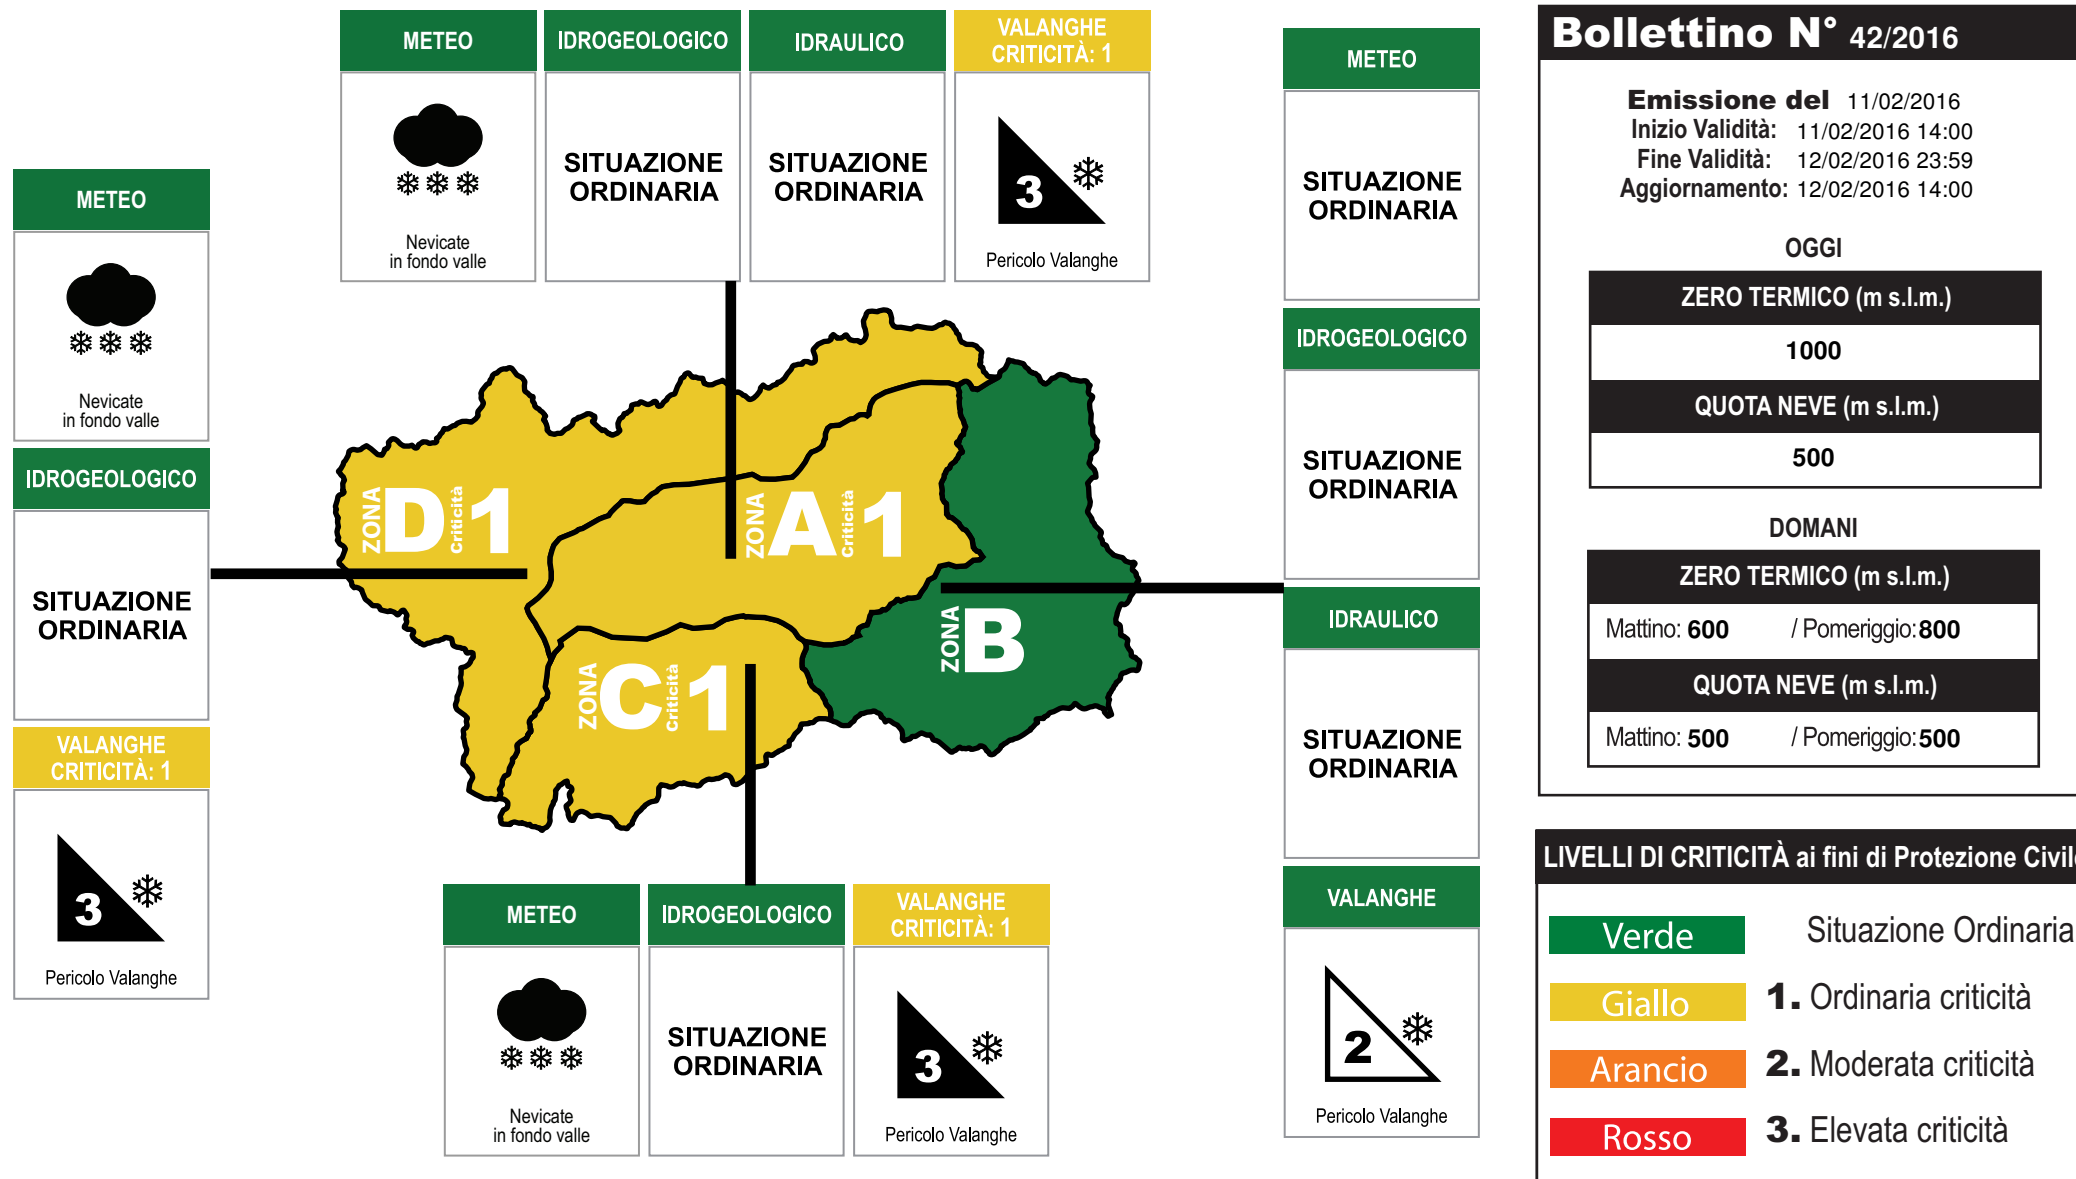 METEO
Nevicate
in fondo valle
IDROGEOLOGICO
SITUAZIONE
ORDINARIA
VALANGHE
CRITICITÀ: 1
3
Pericolo Valanghe
METEO
Nevicate
in fondo valle
IDROGEOLOGICO
SITUAZIONE
ORDINARIA
IDRAULICO
SITUAZIONE
ORDINARIA
VALANGHE
CRITICITÀ: 1
3
Pericolo Valanghe
ZONA D Criticità 1
ZONA A Criticità 1
ZONA B
ZONA C Criticità 1
METEO
Nevicate
in fondo valle
IDROGEOLOGICO
SITUAZIONE
ORDINARIA
VALANGHE
CRITICITÀ: 1
3
Pericolo Valanghe
METEO
SITUAZIONE
ORDINARIA
IDROGEOLOGICO
SITUAZIONE
ORDINARIA
IDRAULICO
SITUAZIONE
ORDINARIA
VALANGHE
2
Pericolo Valanghe
Bollettino N° 42/2016
Emissione del 11/02/2016
Inizio Validità: 11/02/2016 14:00
Fine Validità: 12/02/2016 23:59
Aggiornamento: 12/02/2016 14:00
OGGI
ZERO TERMICO (m s.l.m.)
1000
QUOTA NEVE (m s.l.m.)
500
DOMANI
ZERO TERMICO (m s.l.m.)
Mattino: 600 / Pomeriggio: 800
QUOTA NEVE (m s.l.m.)
Mattino: 500 / Pomeriggio: 500
LIVELLI DI CRITICITÀ ai fini di Protezione Civile
Verde Situazione Ordinaria
Giallo 1. Ordinaria criticità
Arancio 2. Moderata criticità
Rosso 3. Elevata criticità